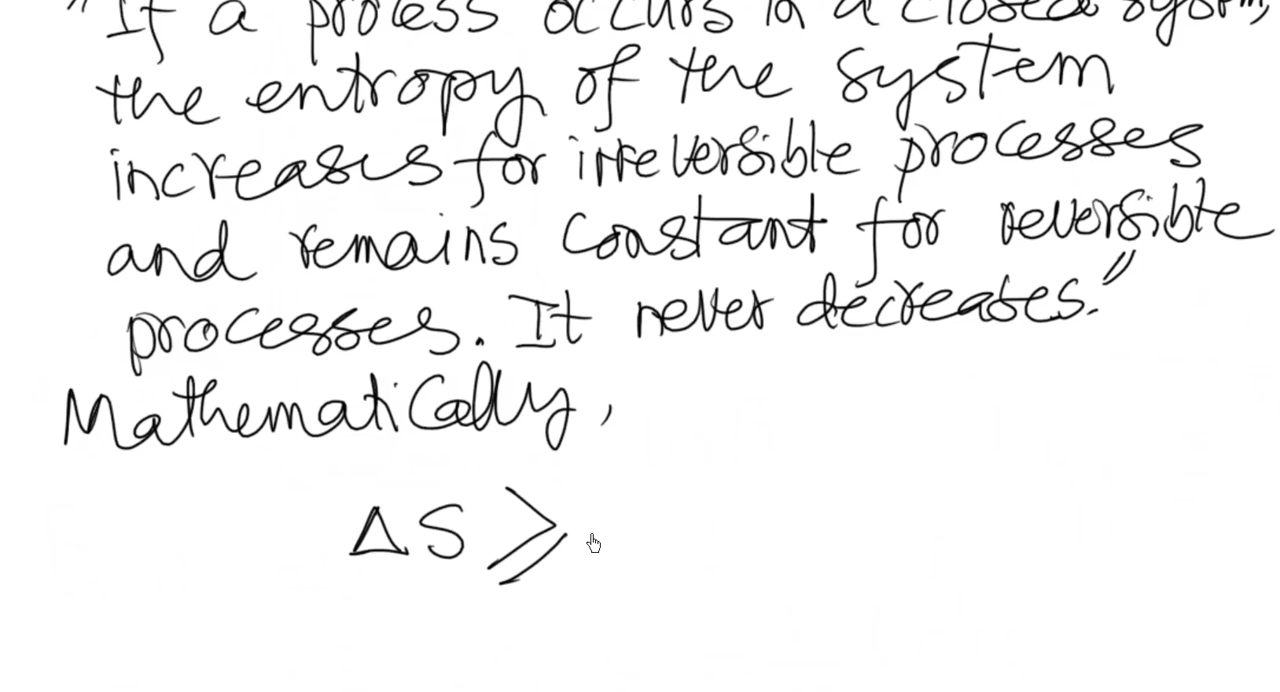 "If a process occurs in a closed system,
the entropy of the system
increases for irreversible processes
and remains constant for reversible
processes. It never decreases."
Mathematically,
ΔS ≥